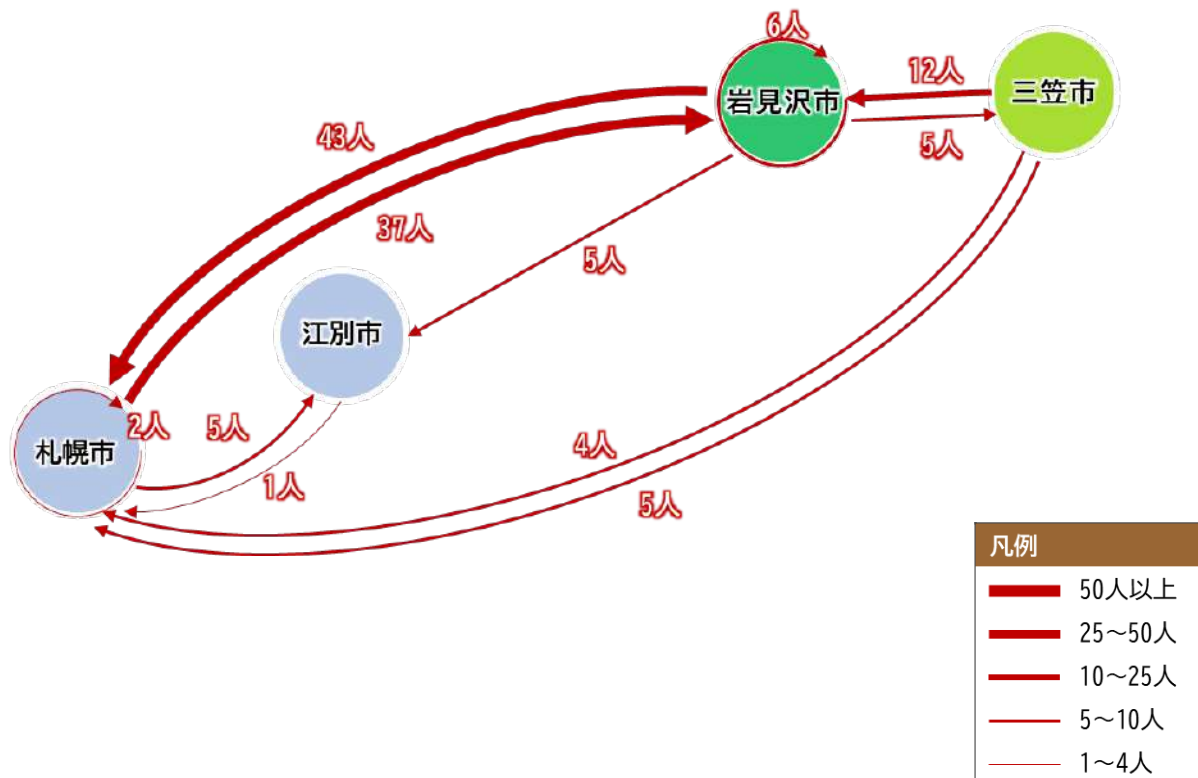 6人
岩見沢市
12人
三笠市
5人
43人
37人
5人
江別市
札幌市
2人
5人
1人
4人
5人
凡例
50人以上
25～50人
10～25人
5～10人
1～4人